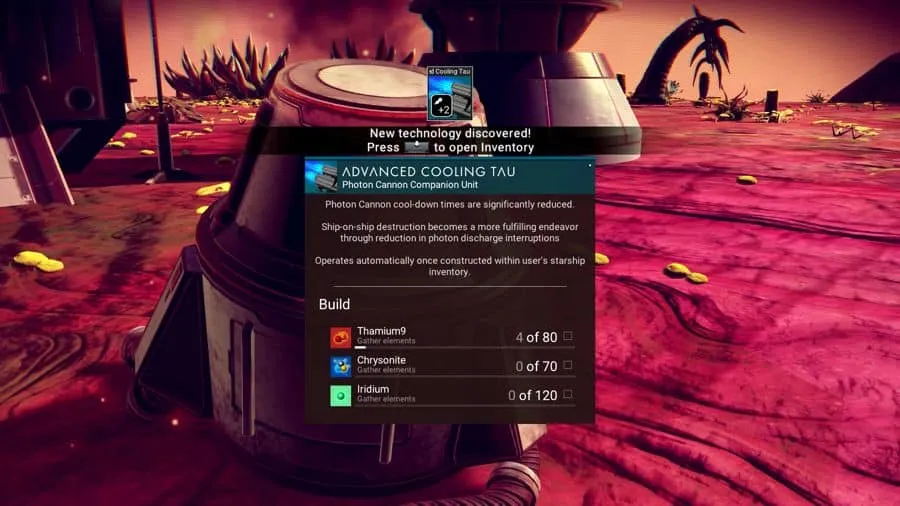 Cooling Tau
+2
New technology discovered!
Press to open Inventory
ADVANCED COOLING TAU
Photon Cannon Companion Unit
Photon Cannon cool-down times are significantly reduced.
Ship-on-ship destruction becomes a more fulfilling endeavor
through reduction in photon discharge interruptions
Operates automatically once constructed within user's starship
inventory.
Build
Thamium9
Gather elements
4 of 80
Chrysonite
Gather elements
0 of 70
Iridium
Gather elements
0 of 120